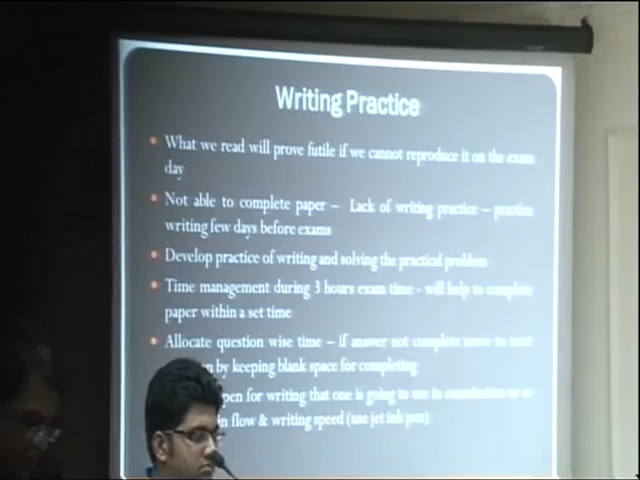 Writing Practice
What we read will prove futile if we cannot reproduce it on the exam
day
Not able to complete paper – Lack of writing practice – practice
writing few days before exams
Develop practice of writing and solving the practical problem
Time management during 3 hours exam time - will help to complete
paper within a set time
Allocate question wise time – if answer not complete move to next
by keeping blank space for completing
pen for writing that one is going to use in examination
flow & writing speed (use jet ink pen)